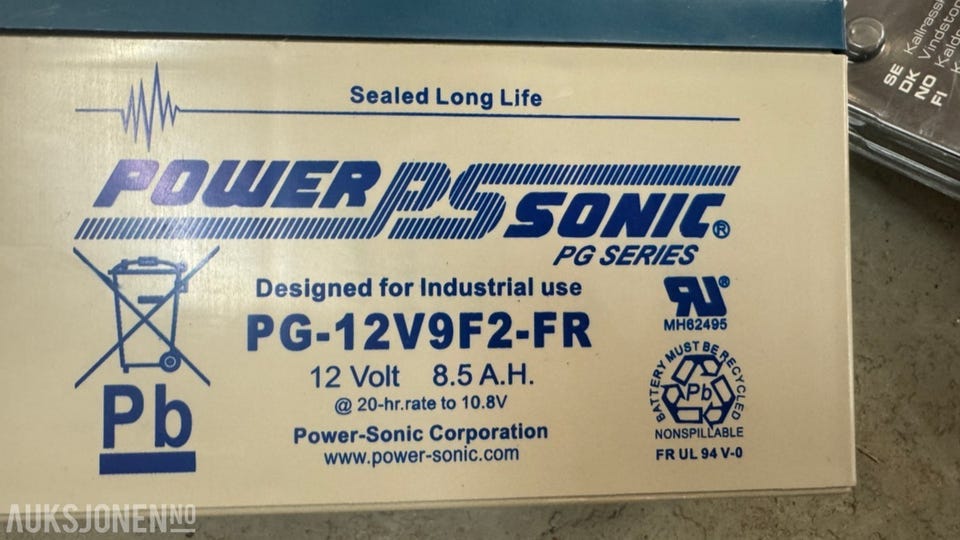 Sealed Long Life
POWER PS SONIC®
PG SERIES
Designed for Industrial use
PG-12V9F2-FR
12 Volt 8.5 A.H.
@ 20-hr.rate to 10.8V
Power-Sonic Corporation
www.power-sonic.com
Pb
RU®
MH62495
BATTERY MUST BE RECYCLED
Pb
NONSPILLABLE
FR UL 94 V-0
SE
DK
NO
FI
AUKSJONEN.NO